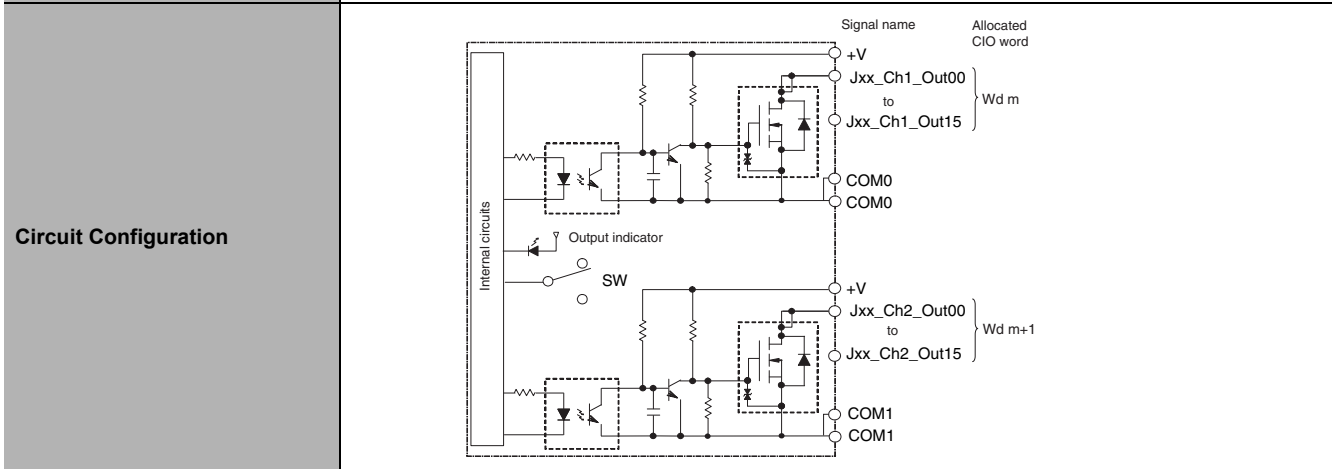 Circuit Configuration
Signal name
Allocated
CIO word
+V
Jxx_Ch1_Out00
to
Jxx_Ch1_Out15
Wd m
COM0
COM0
Internal circuits
Output indicator
SW
+V
Jxx_Ch2_Out00
to
Jxx_Ch2_Out15
Wd m+1
COM1
COM1